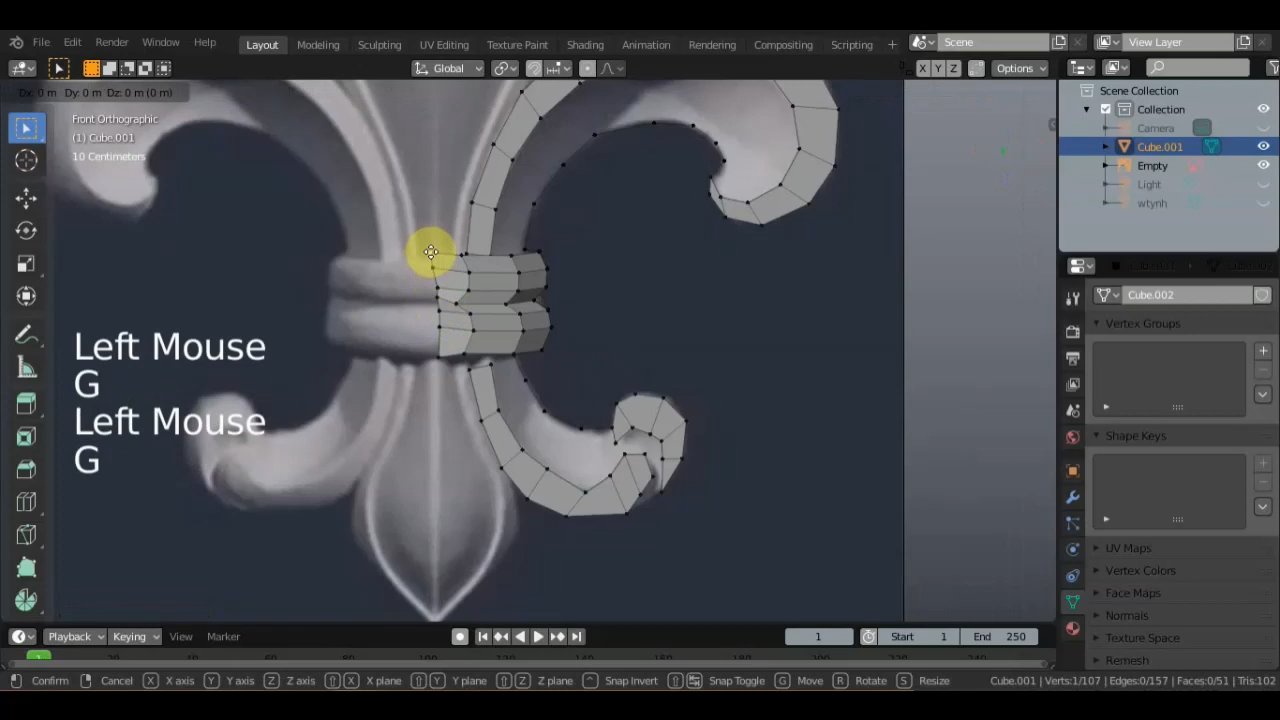 File Edit Render Window Help Layout Modeling Sculpting UV Editing Texture Paint Shading Animation Rendering Compositing Scripting + Scene View Layer
Global X Y Z Options
Dx: 0 m Dy: 0 m Dz: 0 m (0 m)
Scene Collection
Front Orthographic
Collection
(1) Cube.001
Camera
10 Centimeters
Cube.001
Empty
Light
wtynh
Cube.002
Vertex Groups
Left Mouse
G
Left Mouse
G
Shape Keys
UV Maps
Vertex Colors
Face Maps
Normals
Texture Space
Remesh
Playback Keying View Marker 1 Start 1 End 250
Confirm Cancel X X axis Y Y axis Z Z axis X X plane Y Y plane Z Z plane Snap Invert Snap Toggle G Move R Rotate S Resize Cube.001 | Verts:1/107 | Edges:0/157 | Faces:0/51 | Tris:102